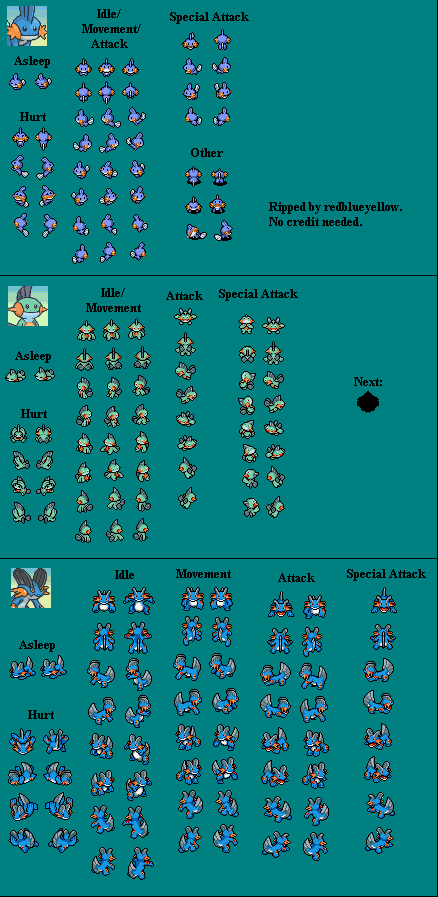 Idle/
Movement/
Attack
Special Attack
Asleep
Hurt
Other
Ripped by redblueyellow.
No credit needed.
Idle/
Movement
Attack
Special Attack
Asleep
Hurt
Next:
Idle
Movement
Attack
Special Attack
Asleep
Hurt